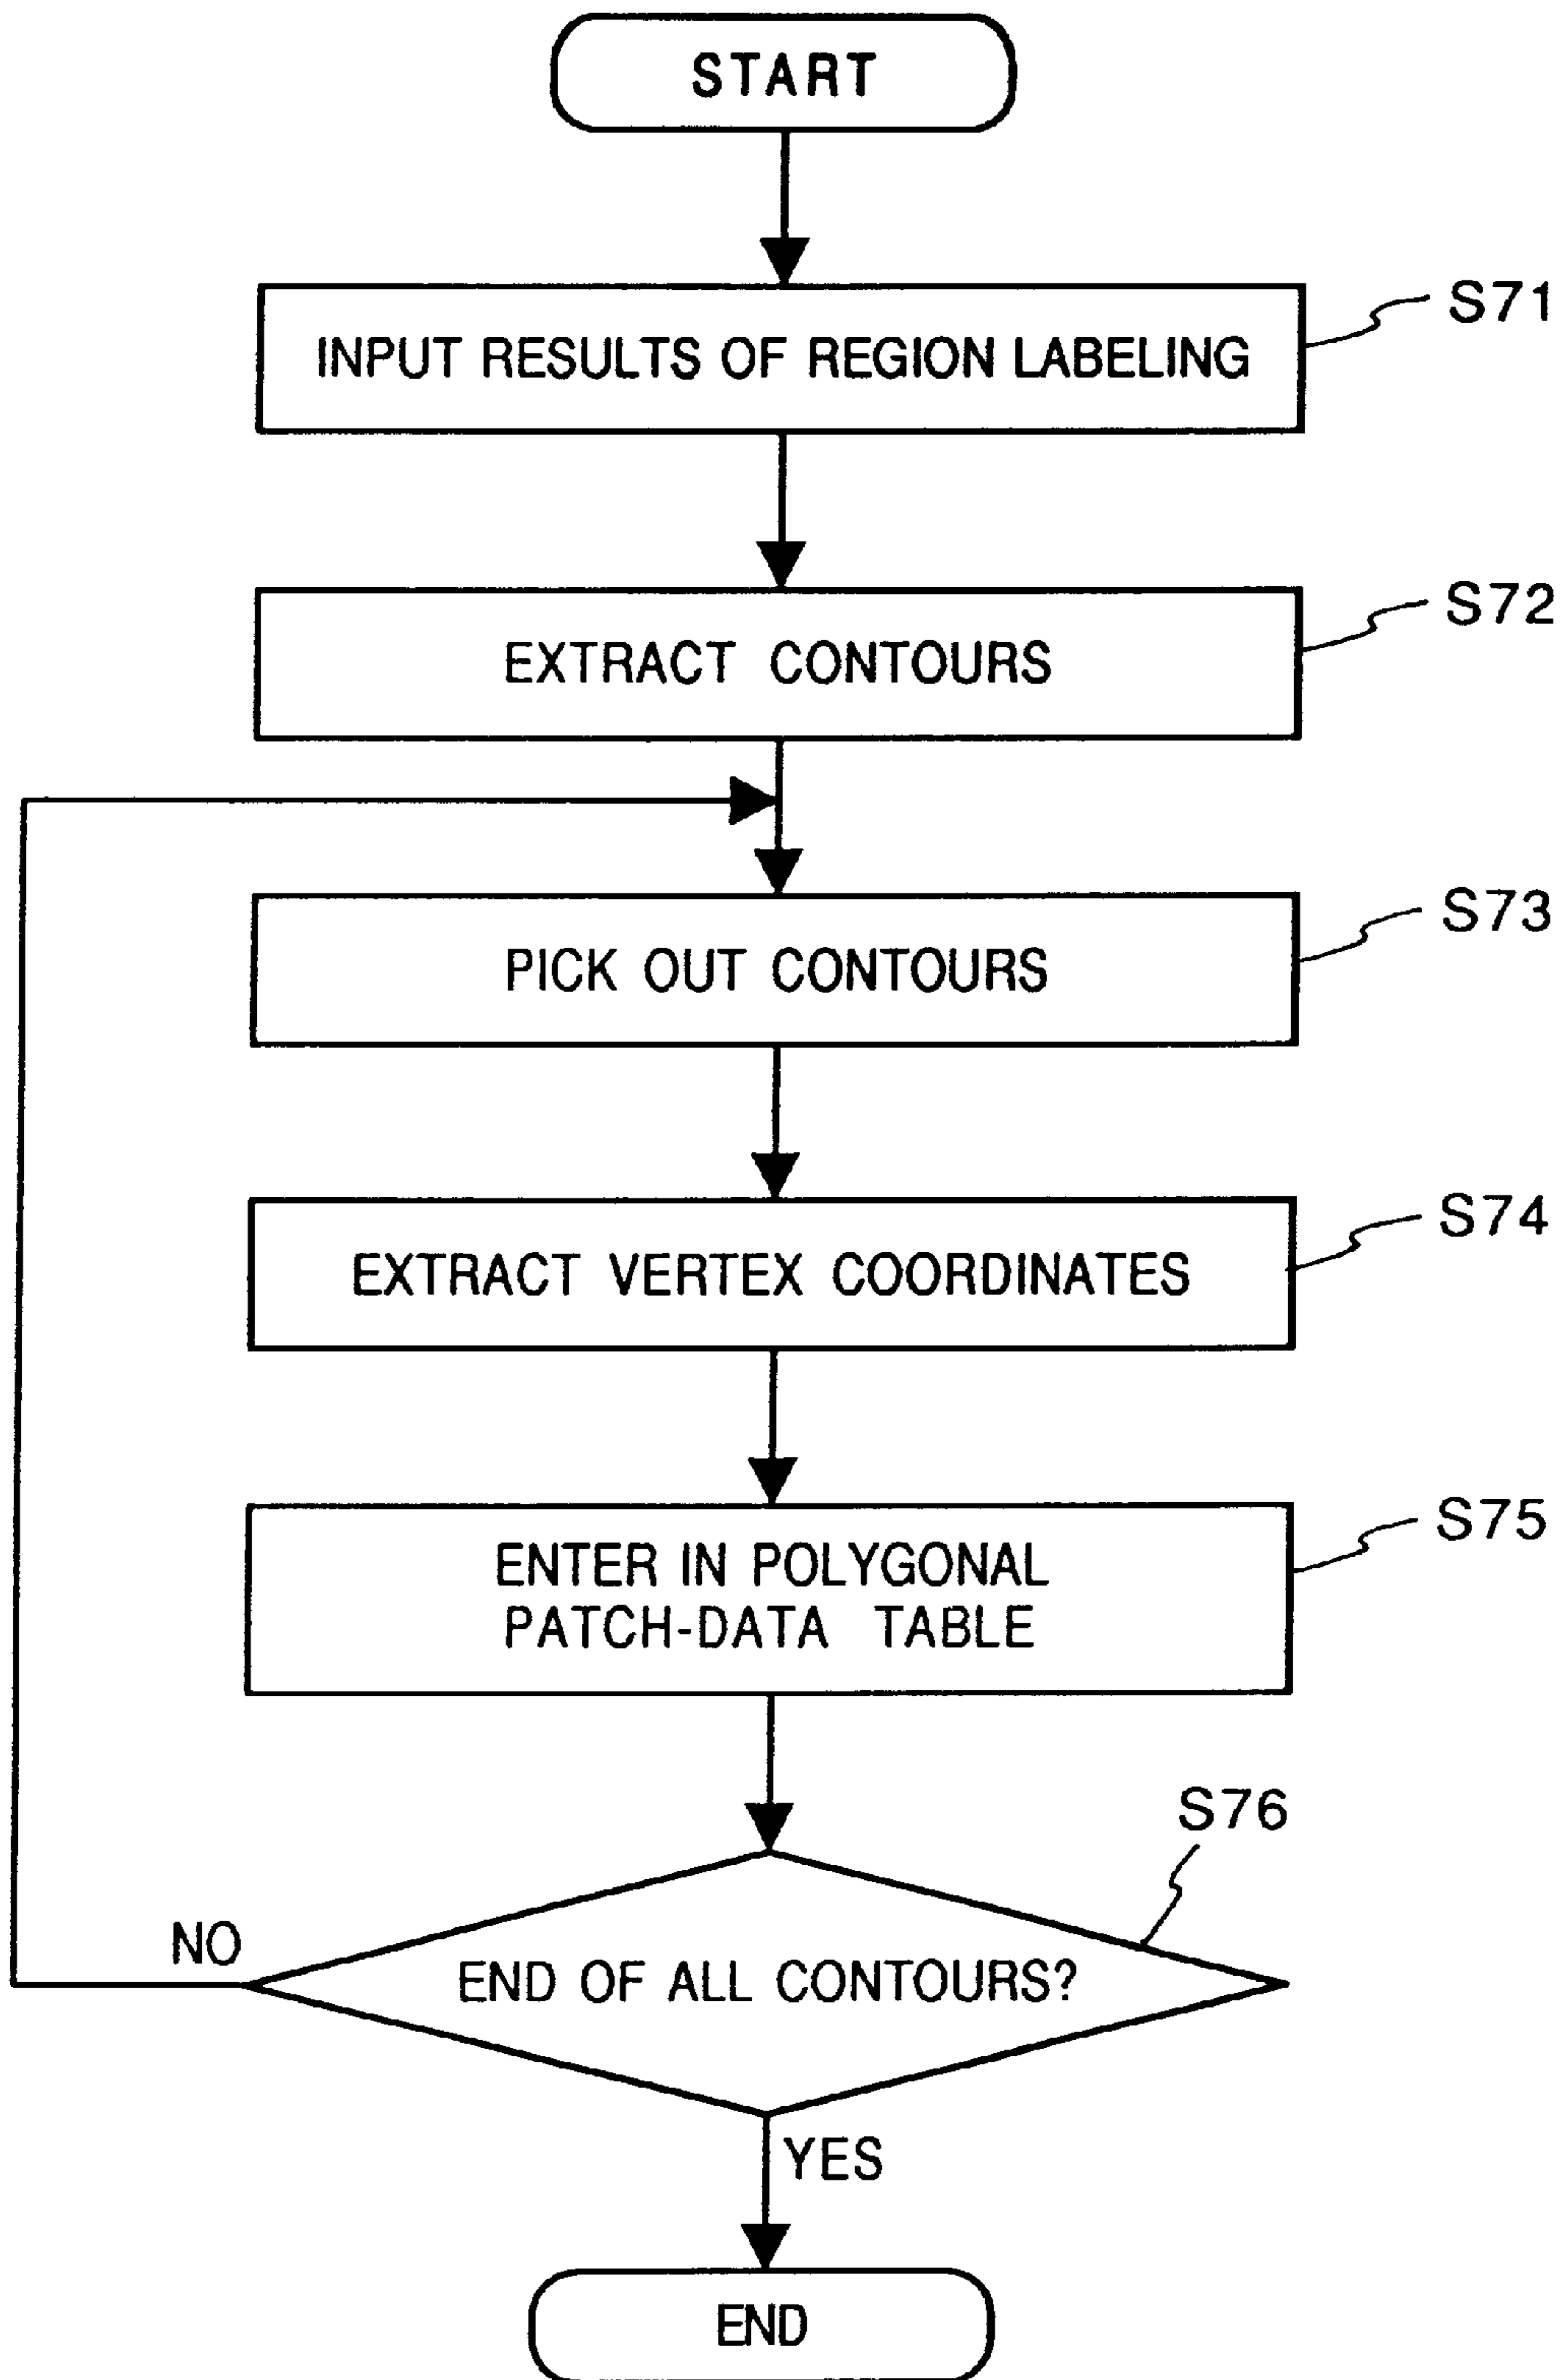 START
INPUT RESULTS OF REGION LABELING
S71
EXTRACT CONTOURS
S72
PICK OUT CONTOURS
S73
EXTRACT VERTEX COORDINATES
S74
ENTER IN POLYGONAL
PATCH-DATA TABLE
S75
S76
NO
END OF ALL CONTOURS?
YES
END